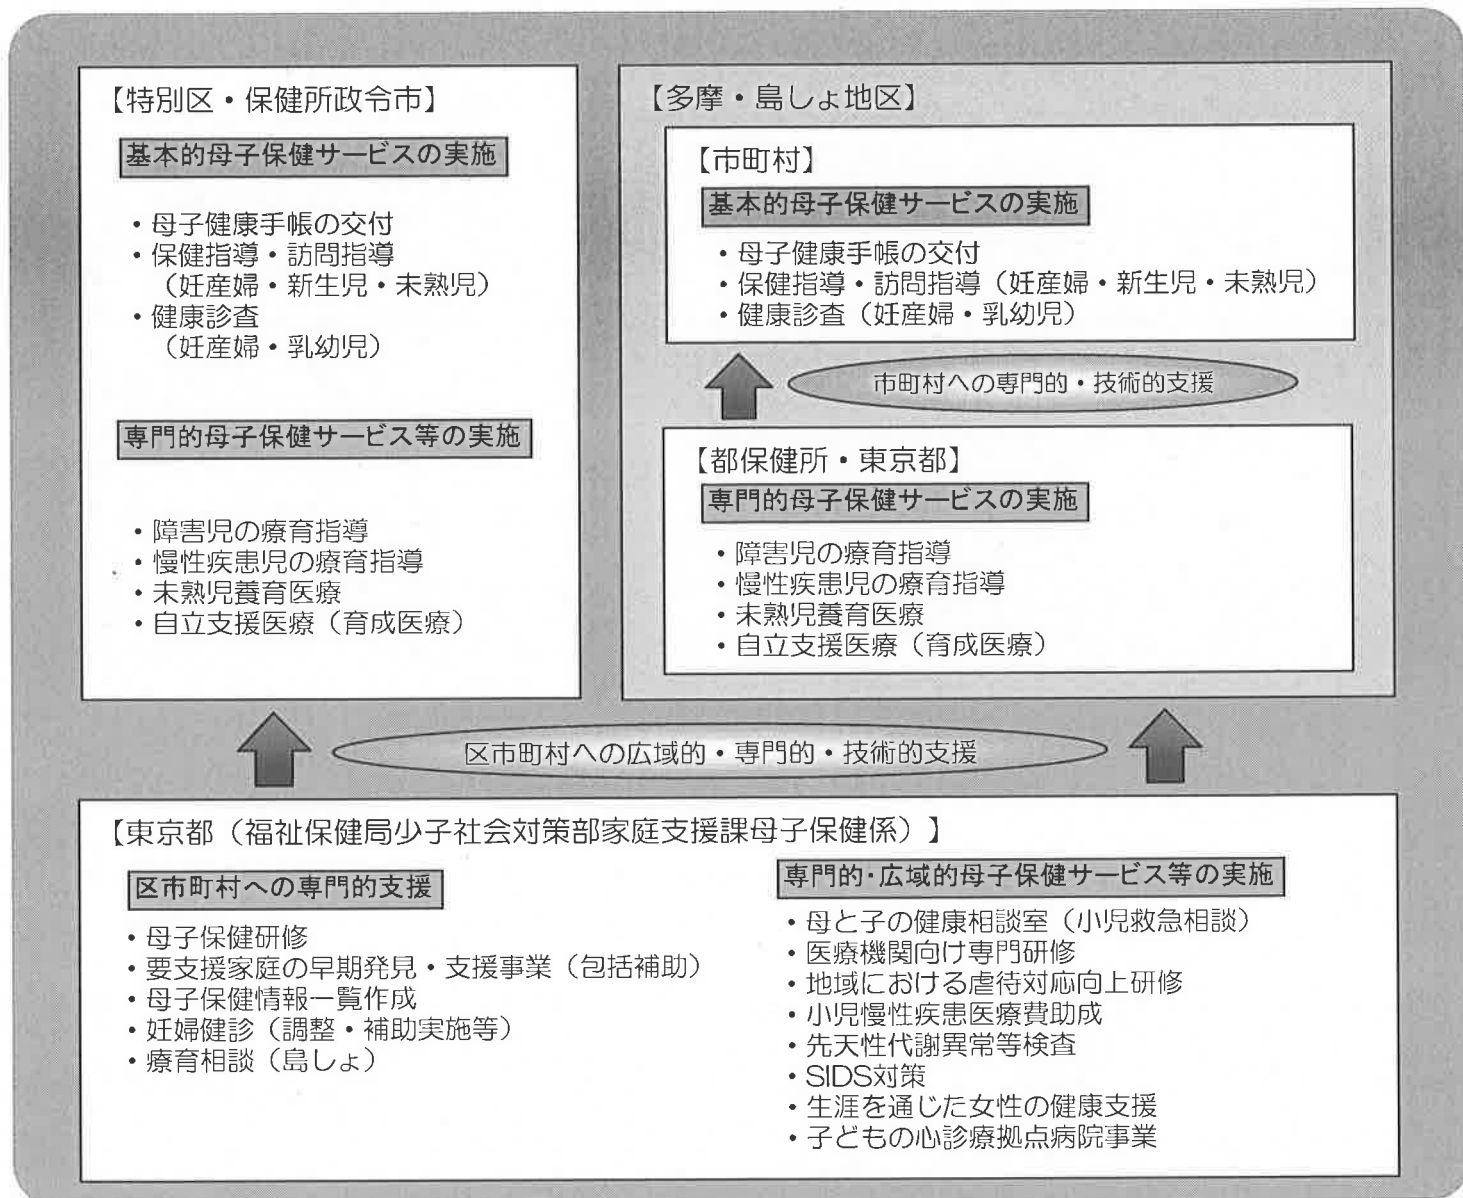 【特別区・保健所政令市】
基本的母子保健サービスの実施
・母子健康手帳の交付
・保健指導・訪問指導
（妊産婦・新生児・未熟児）
・健康診査
（妊産婦・乳幼児）
専門的母子保健サービス等の実施
・障害児の療育指導
・慢性疾患児の療育指導
・未熟児養育医療
・自立支援医療（育成医療）
【多摩・島しょ地区】
【市町村】
基本的母子保健サービスの実施
・母子健康手帳の交付
・保健指導・訪問指導（妊産婦・新生児・未熟児）
・健康診査（妊産婦・乳幼児）
市町村への専門的・技術的支援
【都保健所・東京都】
専門的母子保健サービスの実施
・障害児の療育指導
・慢性疾患児の療育指導
・未熟児養育医療
・自立支援医療（育成医療）
区市町村への広域的・専門的・技術的支援
【東京都（福祉保健局少子社会対策部家庭支援課母子保健係）】
区市町村への専門的支援
・母子保健研修
・要支援家庭の早期発見・支援事業（包括補助）
・母子保健情報一覧作成
・妊婦健診（調整・補助実施等）
・療育相談（島しょ）
専門的・広域的母子保健サービス等の実施
・母と子の健康相談室（小児救急相談）
・医療機関向け専門研修
・地域における虐待対応向上研修
・小児慢性疾患医療費助成
・先天性代謝異常等検査
・SIDS対策
・生涯を通じた女性の健康支援
・子どもの心診療拠点病院事業